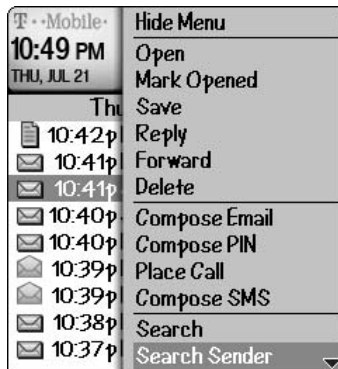 T··Mobile·
10:49 PM
THU, JUL 21
Thu
10:42p
10:41p
10:41p
10:40p
10:40p
10:39p
10:39p
10:38p
10:37p
Hide Menu
Open
Mark Opened
Save
Reply
Forward
Delete
Compose Email
Compose PIN
Place Call
Compose SMS
Search
Search Sender